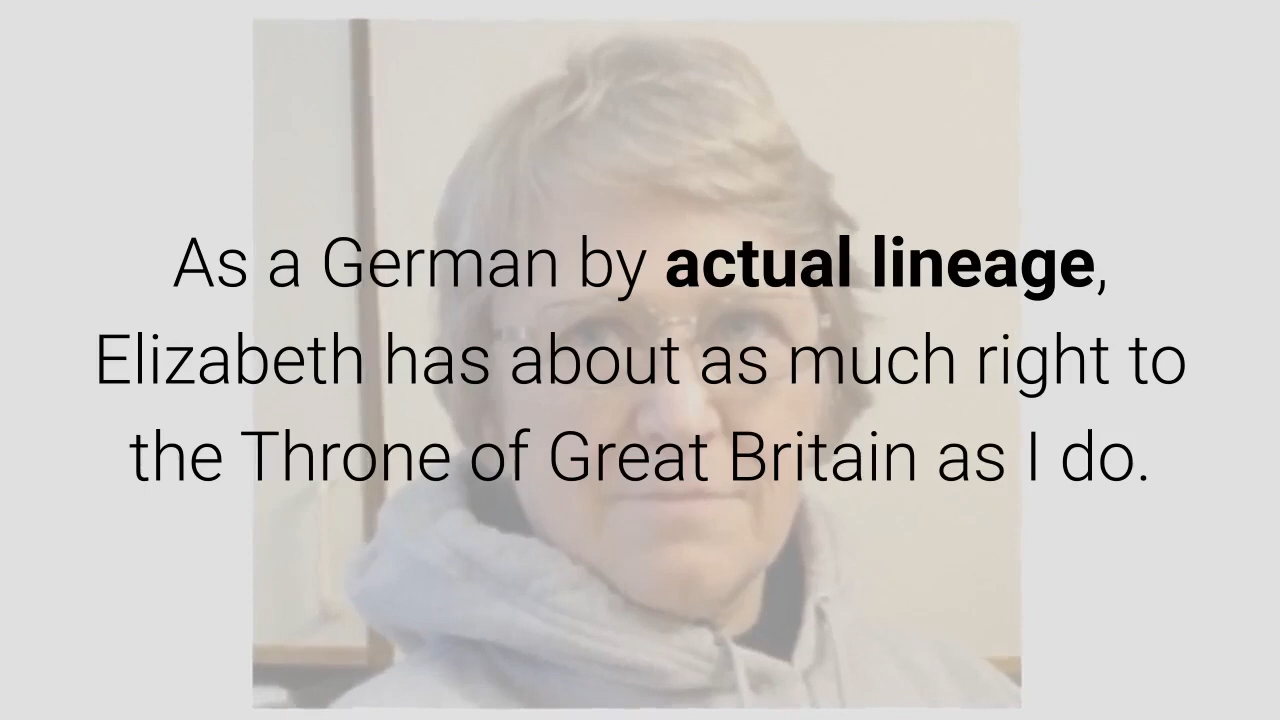 As a German by actual lineage,
Elizabeth has about as much right to
the Throne of Great Britain as I do.